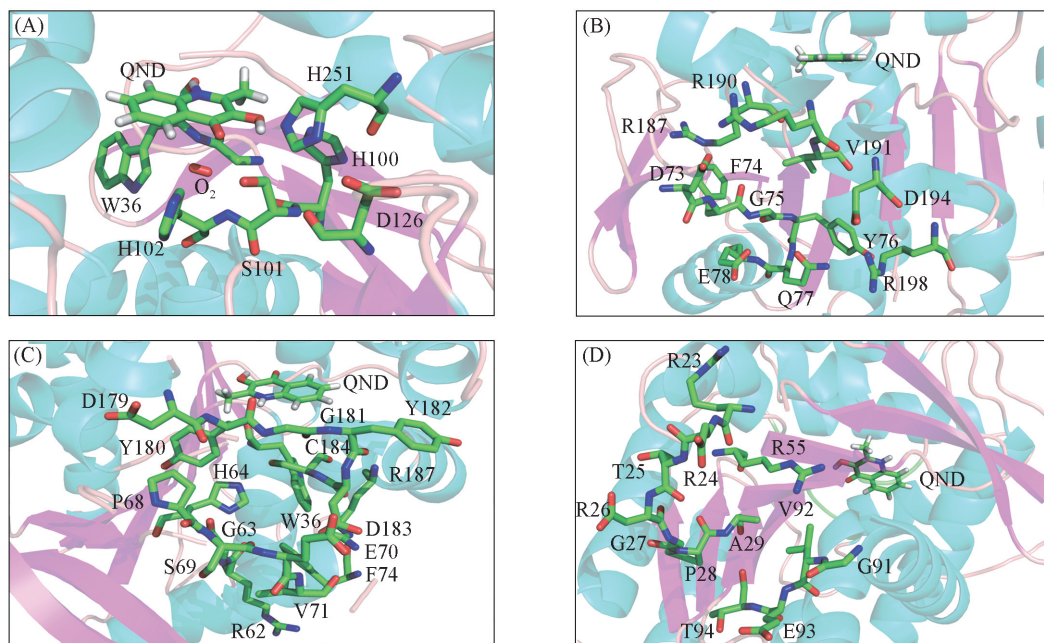 (A)
QND
H251
H100
W36
O2
D126
H102
S101
(B)
QND
R190
R187
V191
D73
F74
G75
D194
Y76
E78
R198
Q77
(C)
QND
D179
G181
Y182
Y180
C184
H64
R187
P68
W36
G63
D183
S69
E70
F74
V71
R62
(D)
R23
R55
T25
R24
QND
V92
R26
G27
A29
P28
G91
T94
E93